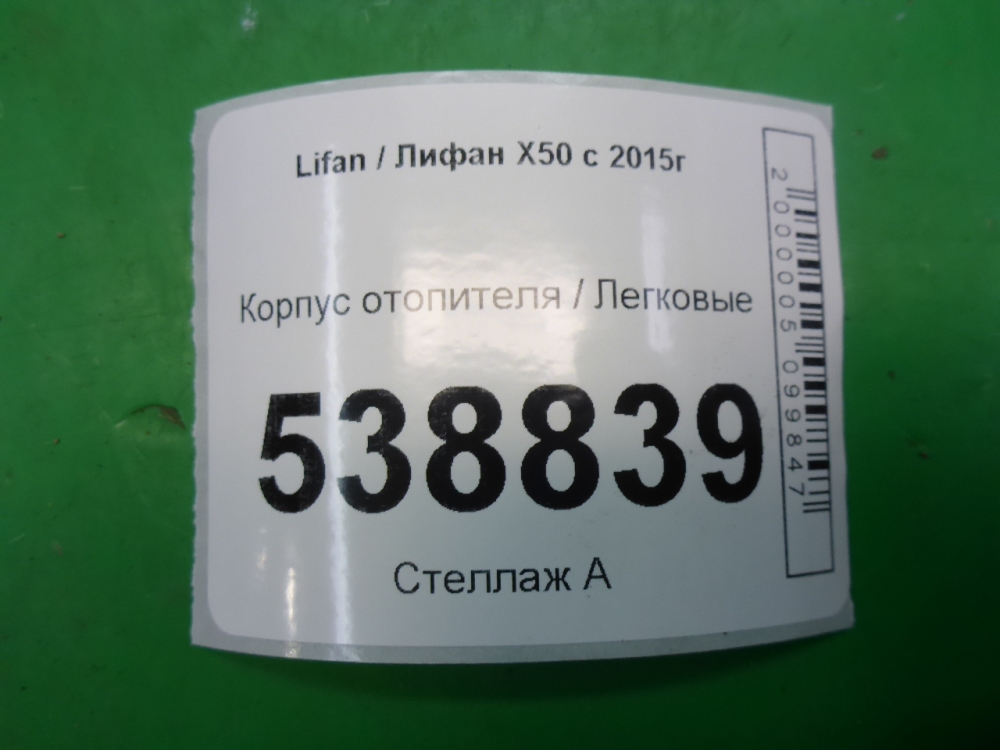 Lifan / Лифан X50 с 2015г
Корпус отопителя / Легковые
538839
Стеллаж А
2000005099847